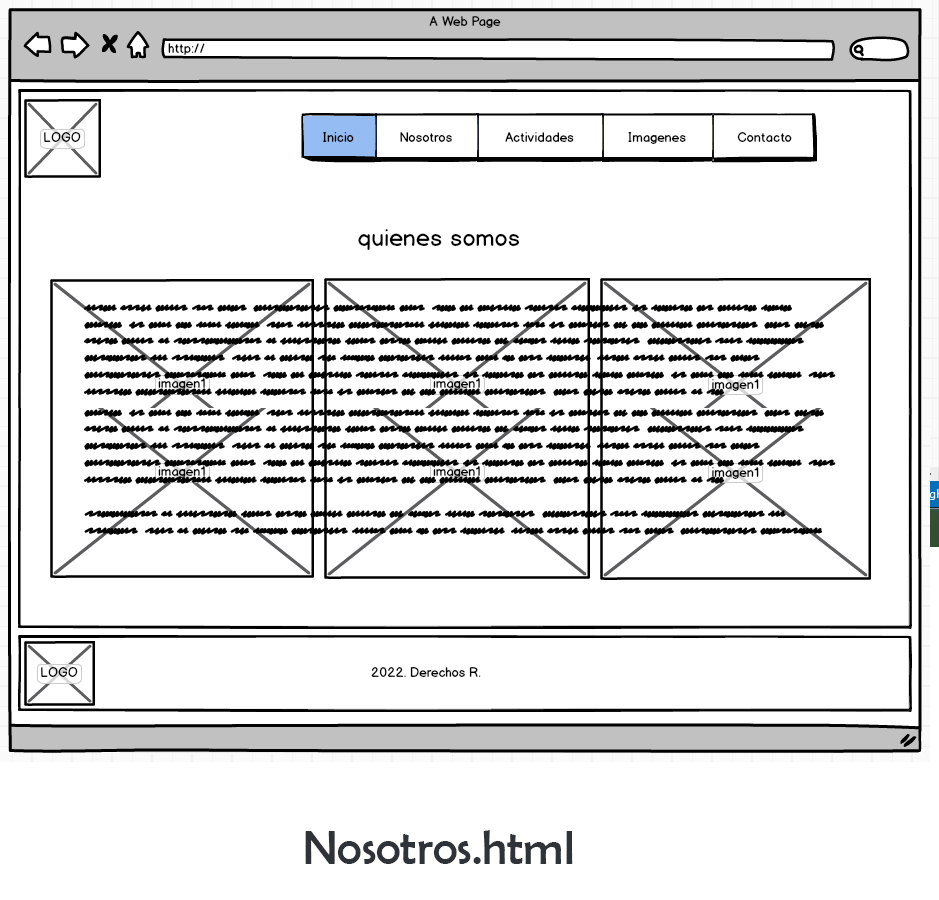 A Web Page
http://
LOGO
Inicio Nosotros Actividades Imagenes Contacto
quienes somos
imagen1 imagen1 imagen1
imagen1 imagen1 imagen1
LOGO
2022. Derechos R.
Nosotros.html